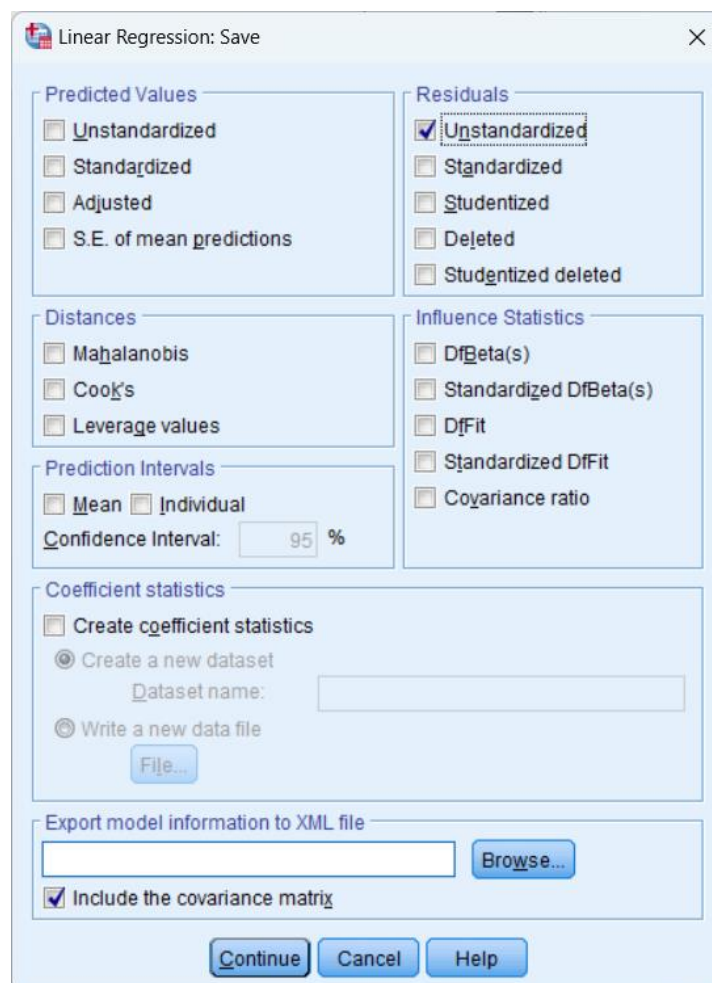 Linear Regression: Save
Predicted Values
Unstandardized
Standardized
Adjusted
S.E. of mean predictions
Residuals
Unstandardized
Standardized
Studentized
Deleted
Studentized deleted
Distances
Mahalanobis
Cook's
Leverage values
Influence Statistics
DfBeta(s)
Standardized DfBeta(s)
DfFit
Standardized DfFit
Covariance ratio
Prediction Intervals
Mean Individual
Confidence Interval: 95 %
Coefficient statistics
Create coefficient statistics
Create a new dataset
Dataset name:
Write a new data file
File...
Export model information to XML file
Browse...
Include the covariance matrix
Continue Cancel Help